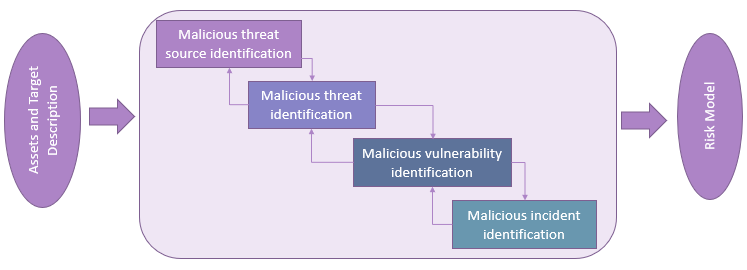 Assets and Target
Description
Malicious threat
source identification
Malicious threat
identification
Malicious vulnerability
identification
Malicious incident
identification
Risk Model